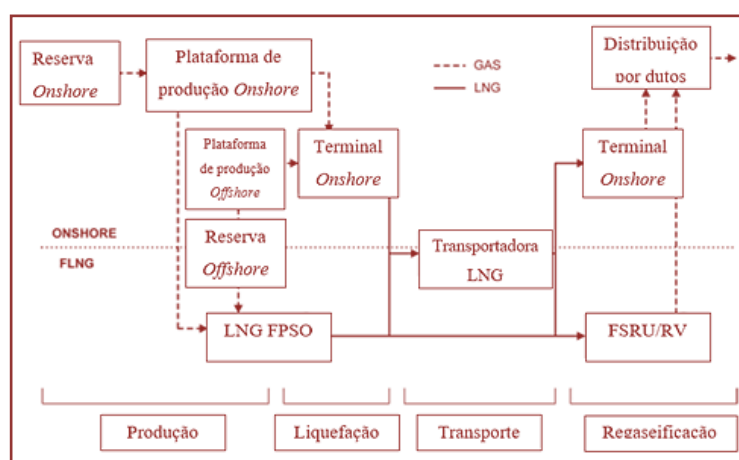 Reserva
Onshore
Plataforma de
produção Onshore
GAS
LNG
Distribuição
por dutos
Plataforma
de produção
Offshore
Terminal
Onshore
Terminal
Onshore
ONSHORE
FLNG
Reserva
Offshore
Transportadora
LNG
LNG FPSO
FSRU/RV
Produção
Liquefação
Transporte
Regaseificação